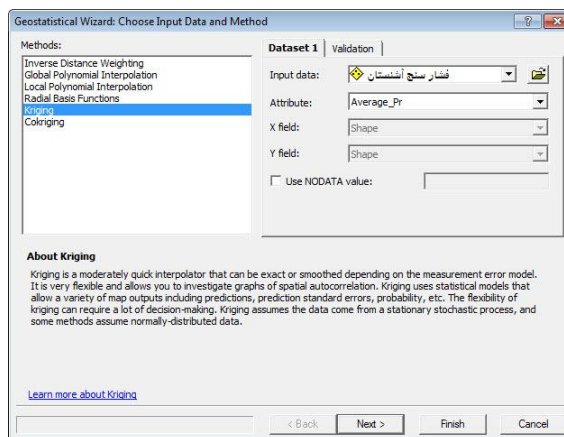 Geostatistical Wizard: Choose Input Data and Method
Methods:
Inverse Distance Weighting
Global Polynomial Interpolation
Local Polynomial Interpolation
Radial Basis Functions
Kriging
Cokriging
Dataset 1
Validation
Input data:
فشار سنج آشنستان
Attribute:
Average_Pr
X field:
Shape
Y field:
Shape
Use NODATA value:
About Kriging
Kriging is a moderately quick interpolator that can be exact or smoothed depending on the measurement error model.
It is very flexible and allows you to investigate graphs of spatial autocorrelation. Kriging uses statistical models that
allow a variety of map outputs including predictions, prediction standard errors, probability, etc. The flexibility of
kriging can require a lot of decision-making. Kriging assumes the data come from a stationary stochastic process, and
some methods assume normally-distributed data.
Learn more about Kriging
< Back
Next >
Finish
Cancel